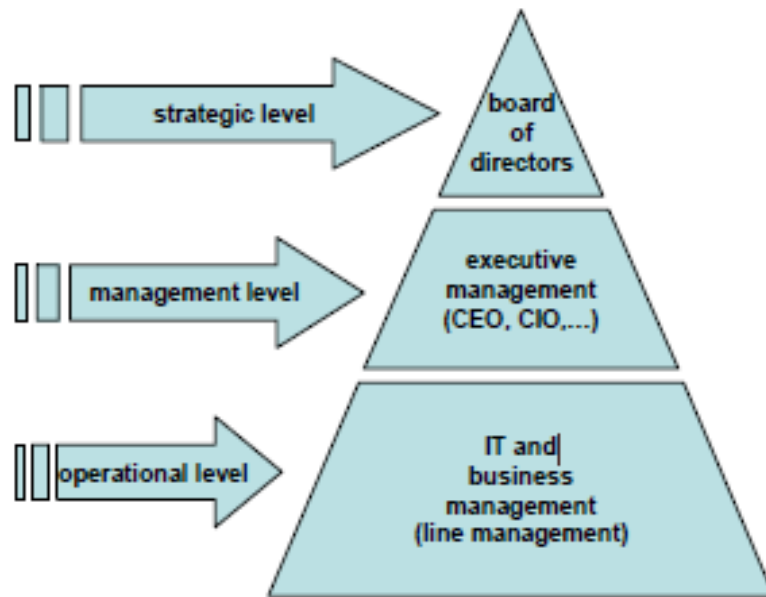 strategic level
board
of
directors
management level
executive
management
(CEO, CIO,...)
operational level
IT and
business
management
(line management)